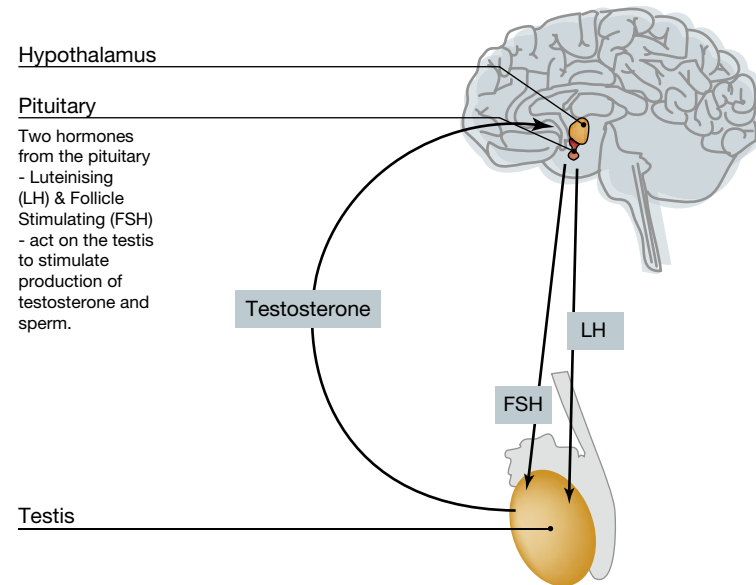 Hypothalamus
Pituitary
Two hormones
from the pituitary
- Luteinising
(LH) & Follicle
Stimulating (FSH)
- act on the testis
to stimulate
production of
testosterone and
sperm.
Testosterone
LH
FSH
Testis